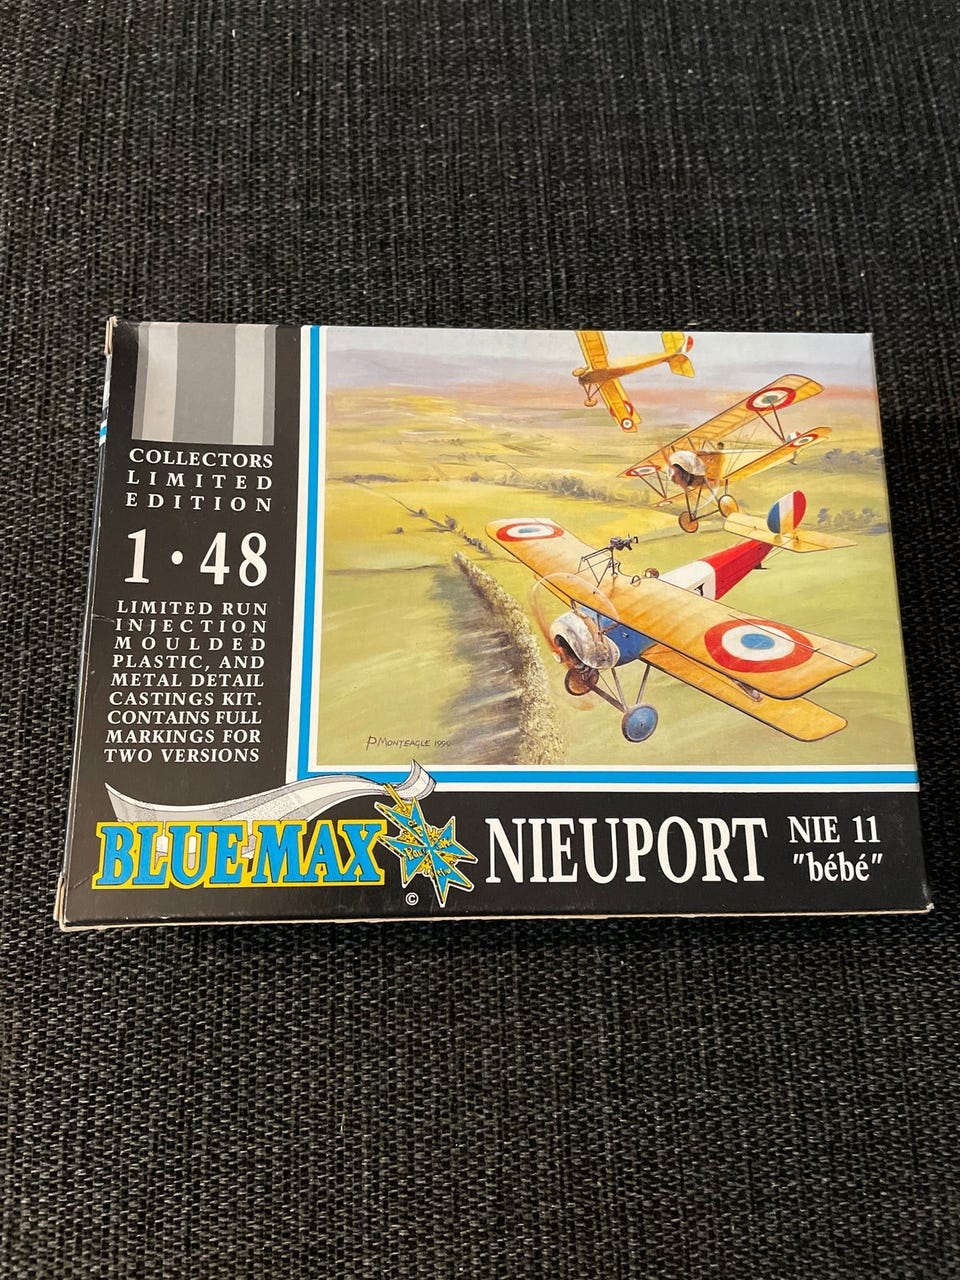 COLLECTORS
LIMITED
EDITION
1·48
LIMITED RUN
INJECTION
MOULDED
PLASTIC, AND
METAL DETAIL
CASTINGS KIT.
CONTAINS FULL
MARKINGS FOR
TWO VERSIONS
P MONTEAGLE
BLUE MAX
©
NIEUPORT
NIE 11
"bébé"